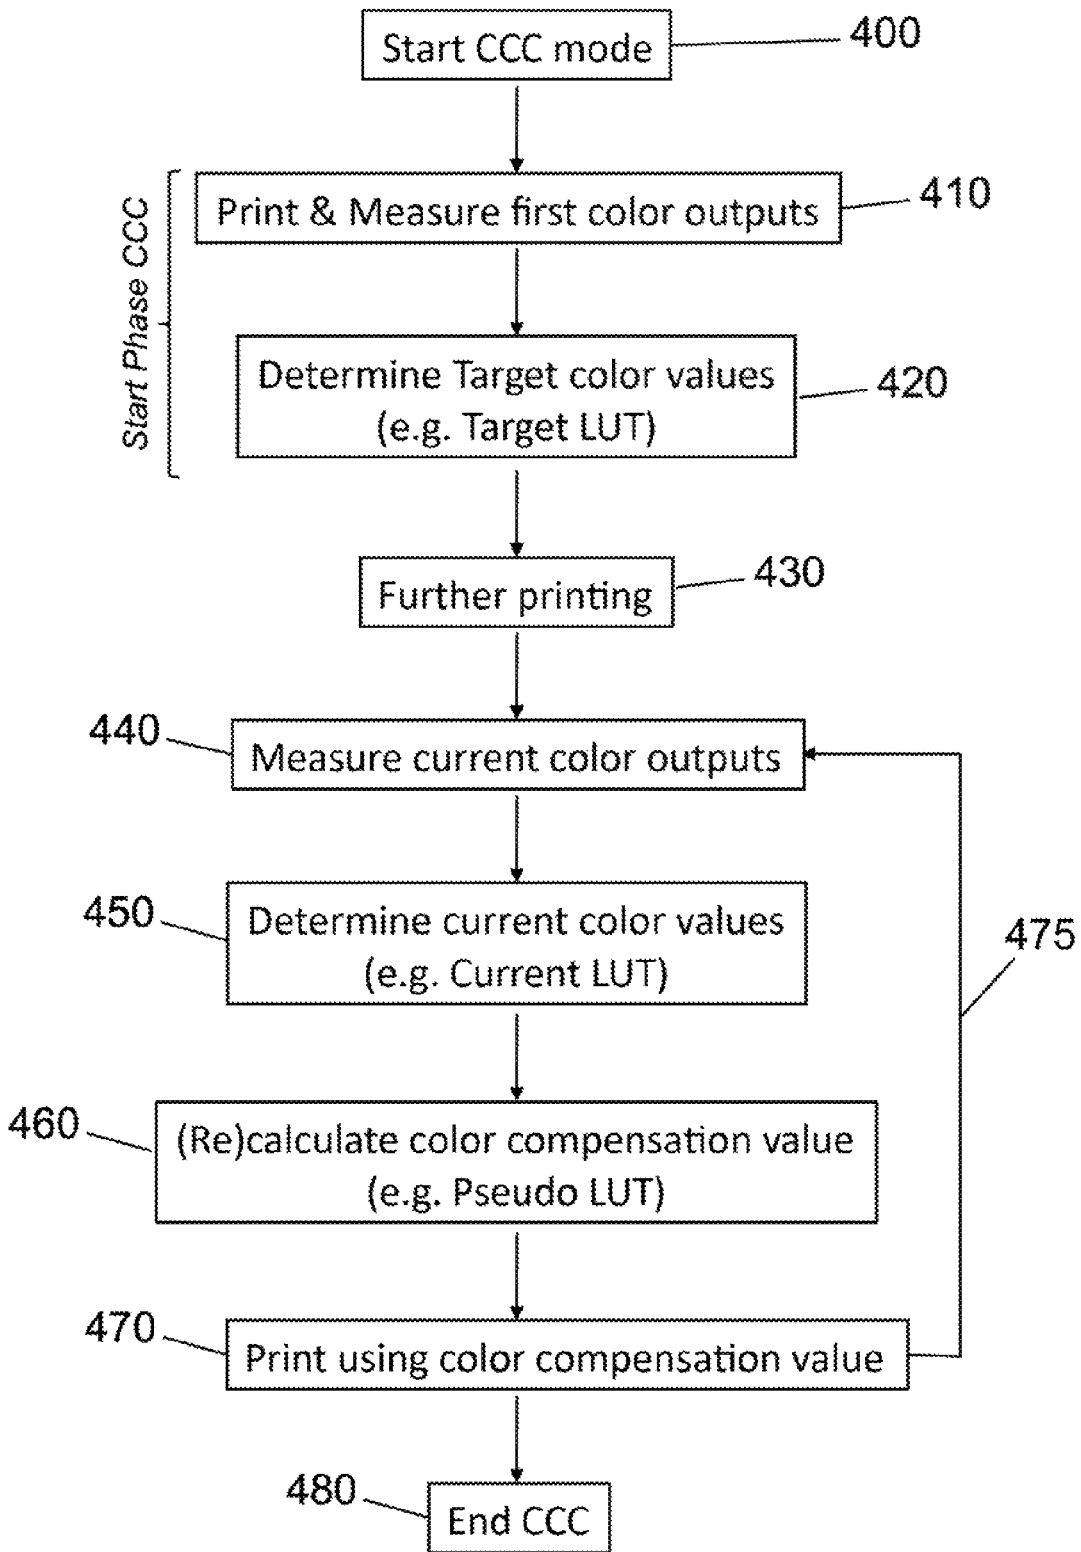 Start CCC mode
400
Start Phase CCC
Print & Measure first color outputs
410
Determine Target color values
(e.g. Target LUT)
420
Further printing
430
440
Measure current color outputs
450
Determine current color values
(e.g. Current LUT)
475
460
(Re)calculate color compensation value
(e.g. Pseudo LUT)
470
Print using color compensation value
480
End CCC